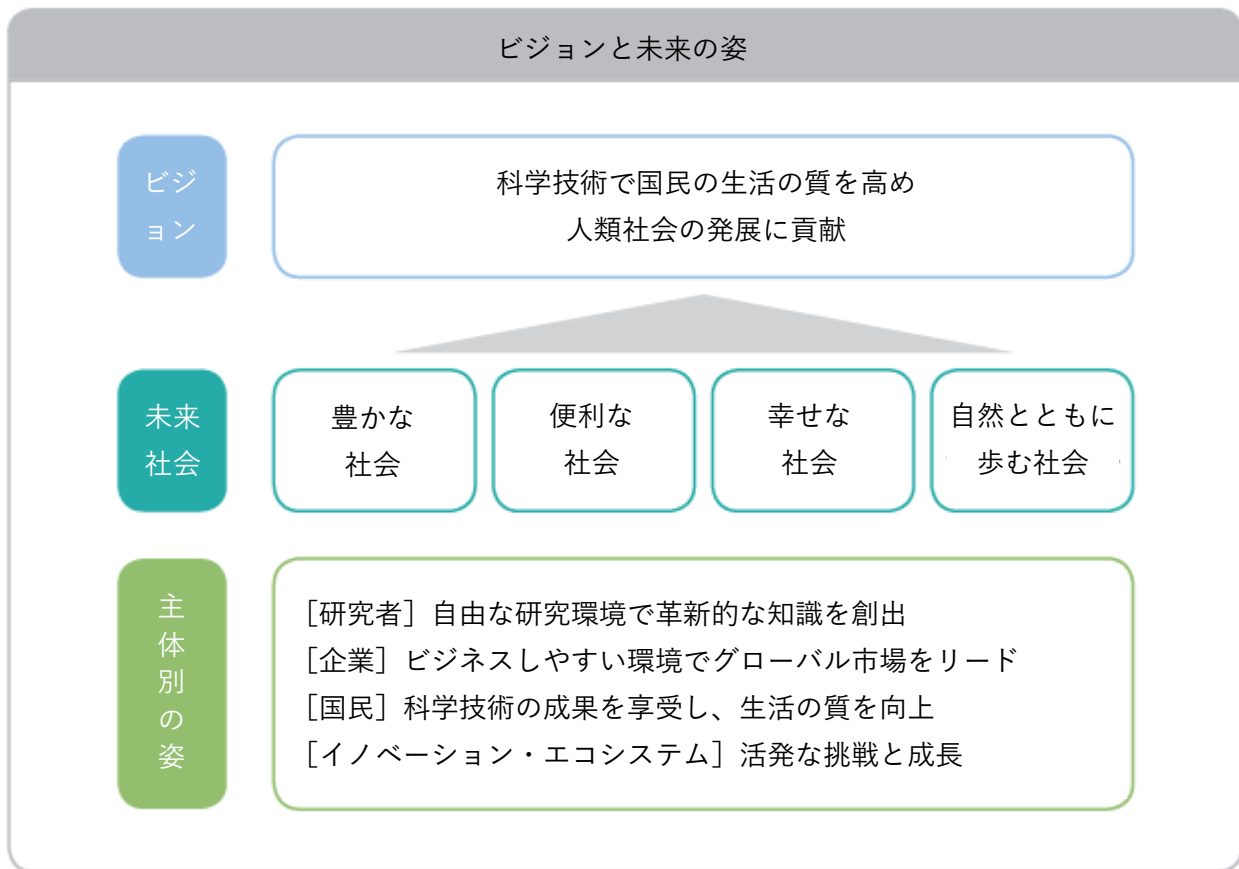 ビジョンと未来の姿
ビジ
ョン
科学技術で国民の生活の質を高め
人類社会の発展に貢献
未来
社会
豊かな
社会
便利な
社会
幸せな
社会
自然とともに
歩む社会
主
体
別
の
姿
［研究者］自由な研究環境で革新的な知識を創出
［企業］ビジネスしやすい環境でグローバル市場をリード
［国民］科学技術の成果を享受し、生活の質を向上
［イノベーション・エコシステム］活発な挑戦と成長